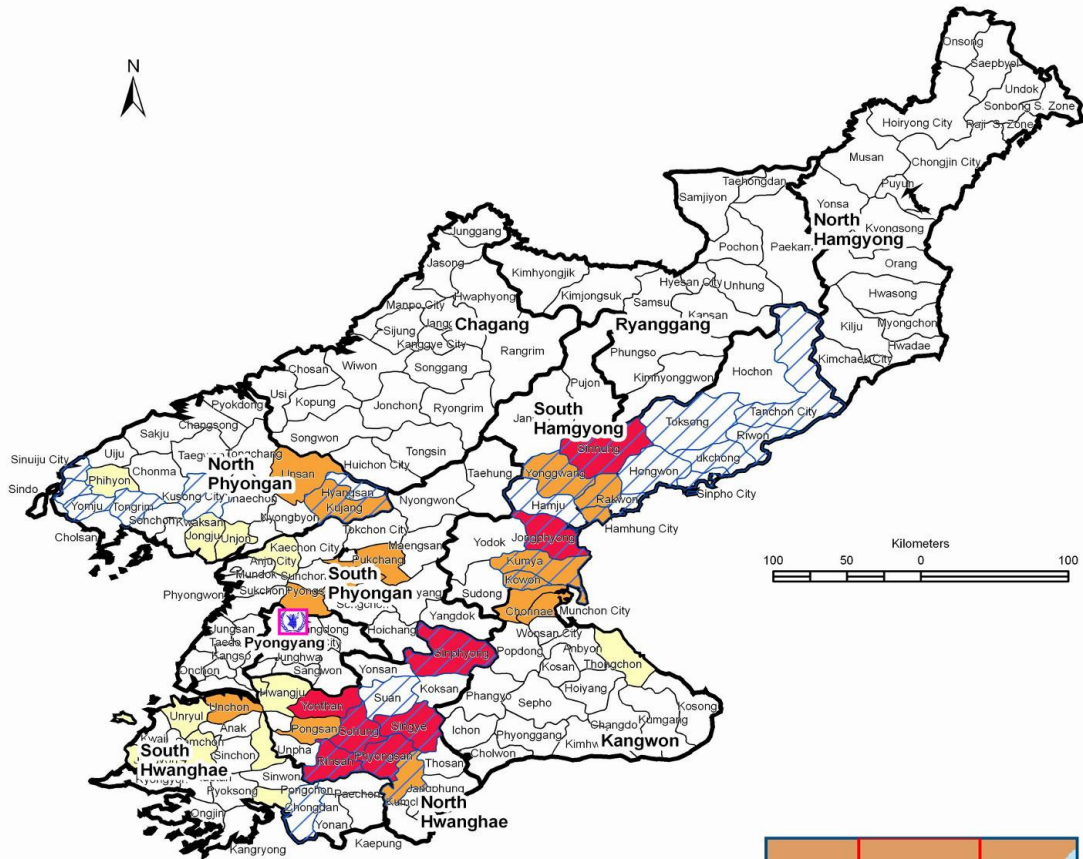 N
Onsong
Saepbyol
Undok
Sonbong S. Zone
Hoiryong City
Musan
Chongjin City
Puyun
Taehongdan
Samjiyon
Yonsa
North
Hamgyong
Pochon
Paekam
Kvongsong
Orang
Junggang
Jasong
Kimhyongjik
Hyesan City
Unhung
Hwasong
Hwaphyong
Kimjongsuk
Samsu
Manpo City
Kapsan
Kilju
Myongchon
Chagang
Ryanggang
Sijung
Kanggye City
Rangrim
Phungso
Kimchaek City
Hwadae
Chosan
Wiwon
Songgang
Kimhyonggwon
Hochon
Usi
Kopung
Jonchon
Ryongrim
Pujon
Pyokdong
South
Hamgyong
Toksong
Tanchon City
Changsong
Sakju
Songwon
Tongsin
Riwon
Uiju
Sinuiju City
Chonma
North
Phyongan
Unsan
Huichon City
Taehung
Yonggwang
Sinhung
Hongwon
Phihyon
Sindo
Kusong City
Hyangsan
Kujang
Nyongwon
Hamju
Rakwon
Sinpho City
Yomju
Tongrim
Nyongbyon
Hamhung City
Cholsan
Kwaksan
Jongju
Unjon
Tokchon City
Maengsan
Yodok
Jongphyong
Kilometers
Kaechon City
Anju City
Pukchang
Kumya
100
50
0
100
Mundok
South
Phyongan
Kowon
Phyongwon
Sukchon
Sudong
Chonnae
Munchon City
Jungsan
Hoichang
Yangdok
Wonsan City
Pyongyang
Kangso
Junghwa
Sangwon
Sinphyong
Popdong
Anbyon
Thongchon
Onchon
Yonsan
Kosan
Hwangju
Suan
Koksan
Phangyo
Hoiyang
Yonthan
Sepho
Kosong
Unchon
Unryul
Kumgang
Anak
Pongsan
Sohung
Singye
Ichon
Changdo
Phyonggang
Kangwon
South
Hwanghae
Unpha
Cholwon
Sinchon
Rinsan
Phyongsan
Thosan
Sinwon
Pyoksong
Pongchon
Chongdan
Paechon
North
Hwanghae
Ongjin
Yonan
Kangryong
Kaepung